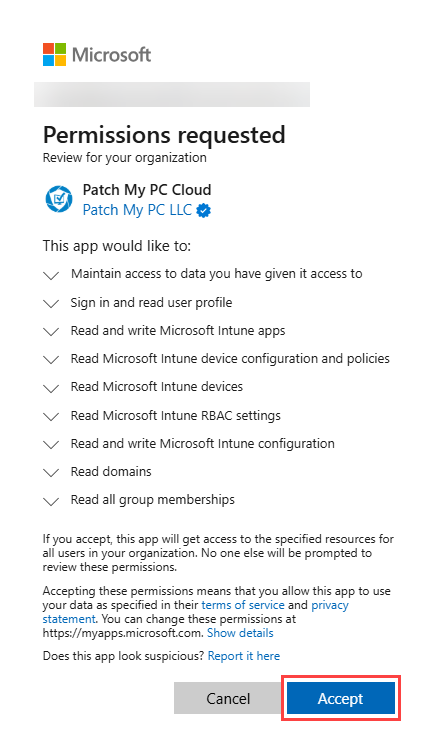 Microsoft
Permissions requested
Review for your organization
Patch My PC Cloud
Patch My PC LLC
This app would like to:
Maintain access to data you have given it access to
Sign in and read user profile
Read and write Microsoft Intune apps
Read Microsoft Intune device configuration and policies
Read Microsoft Intune devices
Read Microsoft Intune RBAC settings
Read and write Microsoft Intune configuration
Read domains
Read all group memberships
If you accept, this app will get access to the specified resources for
all users in your organization. No one else will be prompted to
review these permissions.
Accepting these permissions means that you allow this app to use
your data as specified in their terms of service and privacy
statement. You can change these permissions at
https://myapps.microsoft.com. Show details
Does this app look suspicious? Report it here
Cancel Accept